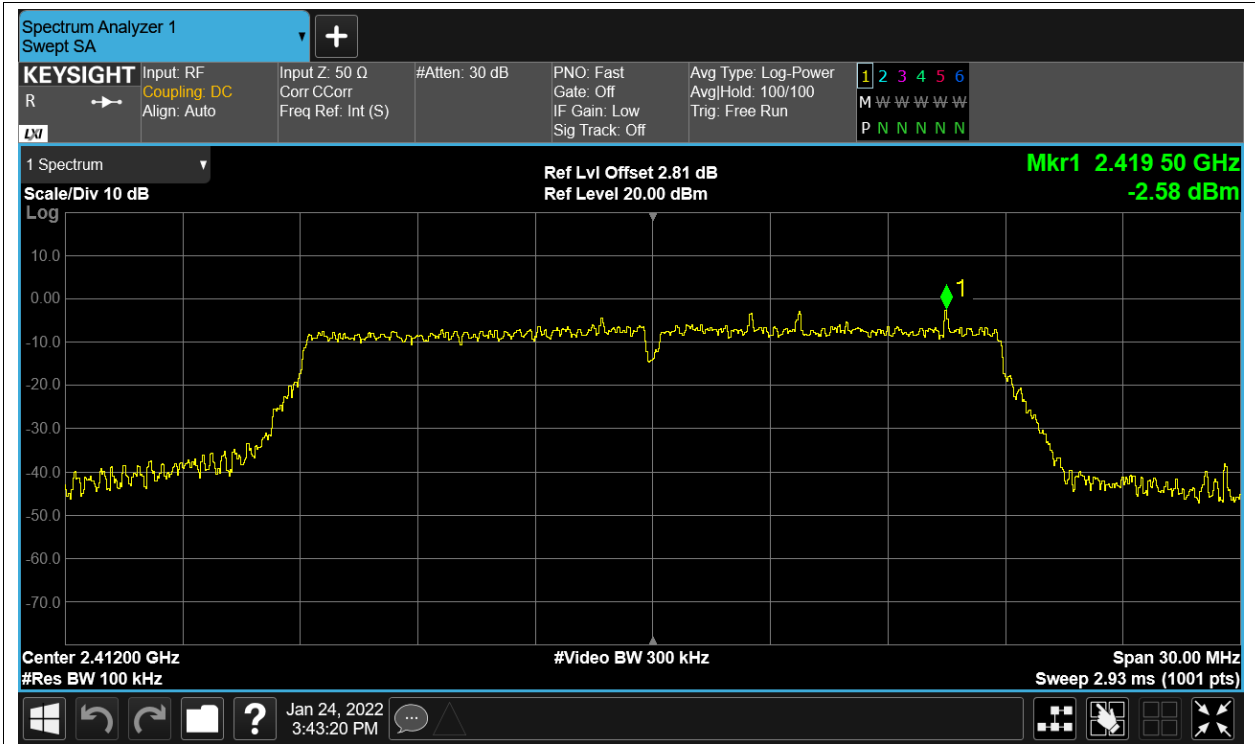 Spectrum Analyzer 1
Swept SA
KEYSIGHT
R
LXI
Input: RF
Coupling: DC
Align: Auto
Input Z: 50 Ω
Corr CCorr
Freq Ref: Int (S)
#Atten: 30 dB
PNO: Fast
Gate: Off
IF Gain: Low
Sig Track: Off
Avg Type: Log-Power
Avg|Hold: 100/100
Trig: Free Run
1 2 3 4 5 6
M W W W W W
P N N N N N
1 Spectrum
Scale/Div 10 dB
Log
Ref Lvl Offset 2.81 dB
Ref Level 20.00 dBm
Mkr1 2.419 50 GHz
-2.58 dBm
10.0
0.00
-10.0
-20.0
-30.0
-40.0
-50.0
-60.0
-70.0
1
Center 2.41200 GHz
#Res BW 100 kHz
#Video BW 300 kHz
Span 30.00 MHz
Sweep 2.93 ms (1001 pts)
?
Jan 24, 2022
3:43:20 PM